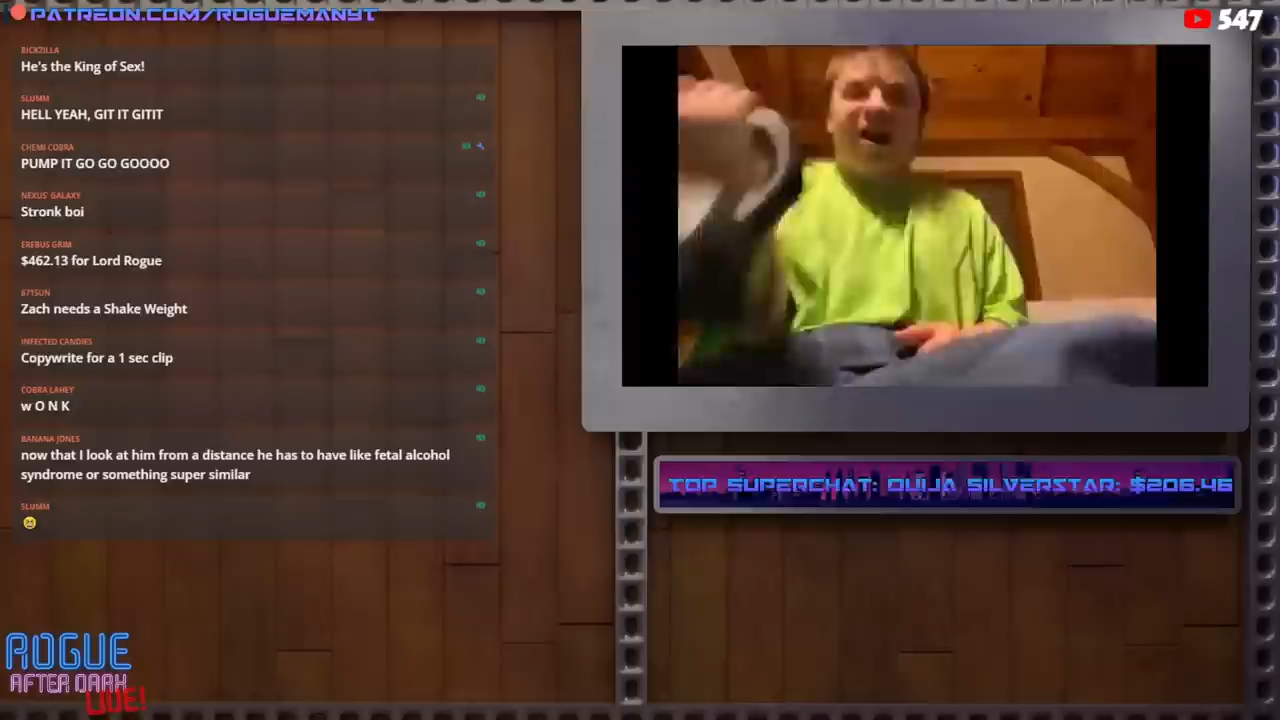 PATREON.COM/ROGUEMANYT
547
BICKZILLA
He's the King of Sex!
SLUMM
HELL YEAH, GIT IT GITIT
CHEMI COBRA
PUMP IT GO GO GOOOO
NEXUS' GALAXY
Stronk boi
EREBUS GRIM
$462.13 for Lord Rogue
671SUN
Zach needs a Shake Weight
INFECTED CANDIES
Copywrite for a 1 sec clip
COBRA LAHEY
w O N K
BANANA JONES
now that I look at him from a distance he has to have like fetal alcohol
syndrome or something super similar
SLUMM
TOP SUPERCHAT: OUIJA SILVERSTAR: $206.46
ROGUE
AFTER DARK
LIVE!